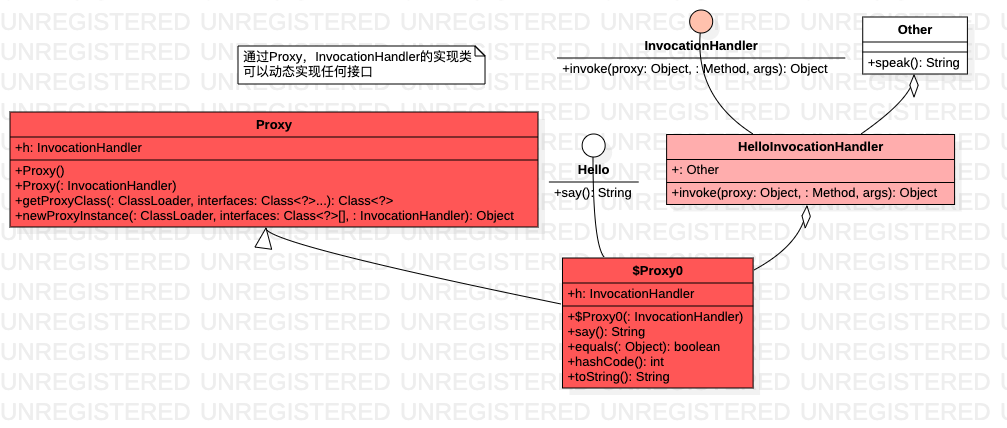 通过Proxy，InvocationHandler的实现类
可以动态实现任何接口
InvocationHandler
+invoke(proxy: Object, : Method, args): Object
Other
+speak(): String
Proxy
+h: InvocationHandler
+Proxy()
+Proxy(: InvocationHandler)
+getProxyClass(: ClassLoader, interfaces: Class<?>...): Class<?>
+newProxyInstance(: ClassLoader, interfaces: Class<?>[], : InvocationHandler): Object
Hello
+say(): String
HelloInvocationHandler
+: Other
+invoke(proxy: Object, : Method, args): Object
$Proxy0
+h: InvocationHandler
+$Proxy0(: InvocationHandler)
+say(): String
+equals(: Object): boolean
+hashCode(): int
+toString(): String
UNREGISTERED